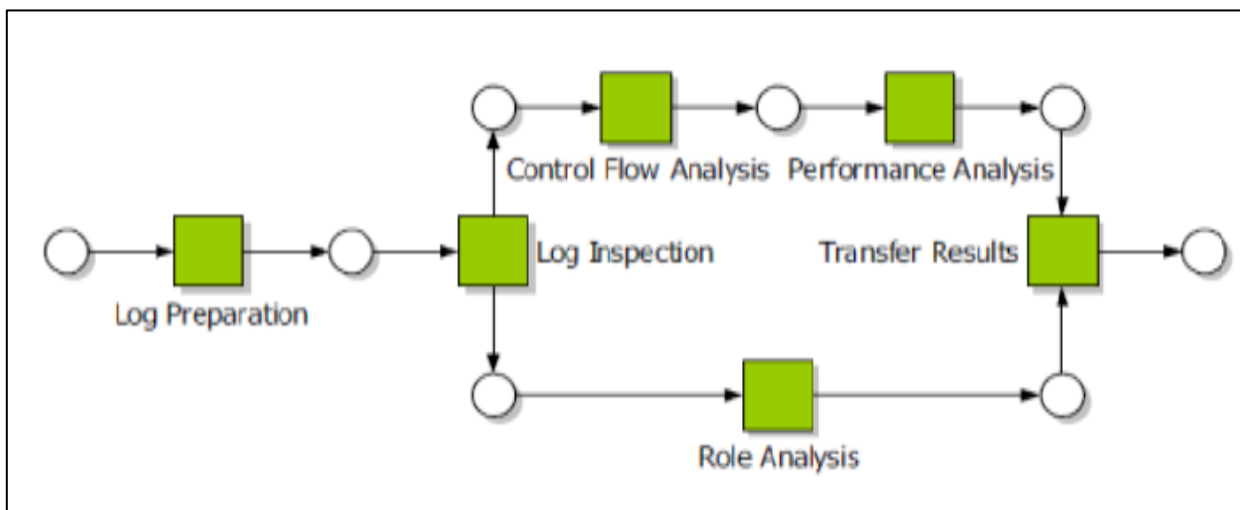 Control Flow Analysis
Performance Analysis
Log Inspection
Transfer Results
Log Preparation
Role Analysis